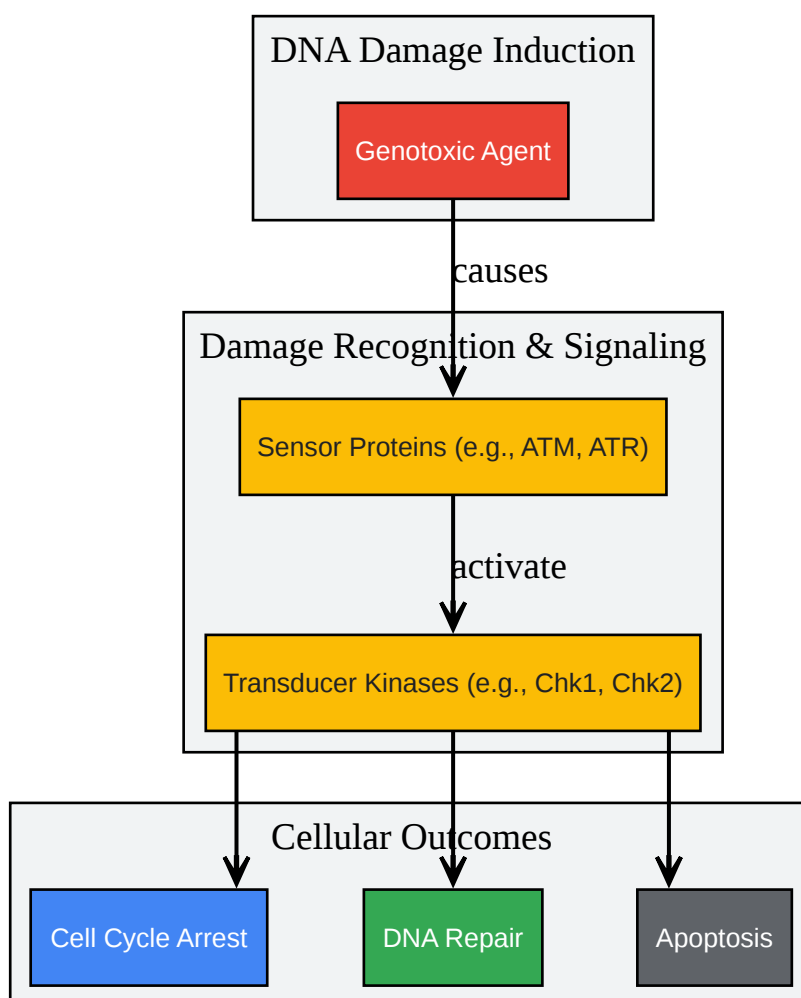 DNA Damage Induction
Genotoxic Agent
causes
Damage Recognition & Signaling
Sensor Proteins (e.g., ATM, ATR)
activate
Transducer Kinases (e.g., Chk1, Chk2)
Cellular Outcomes
Cell Cycle Arrest
DNA Repair
Apoptosis